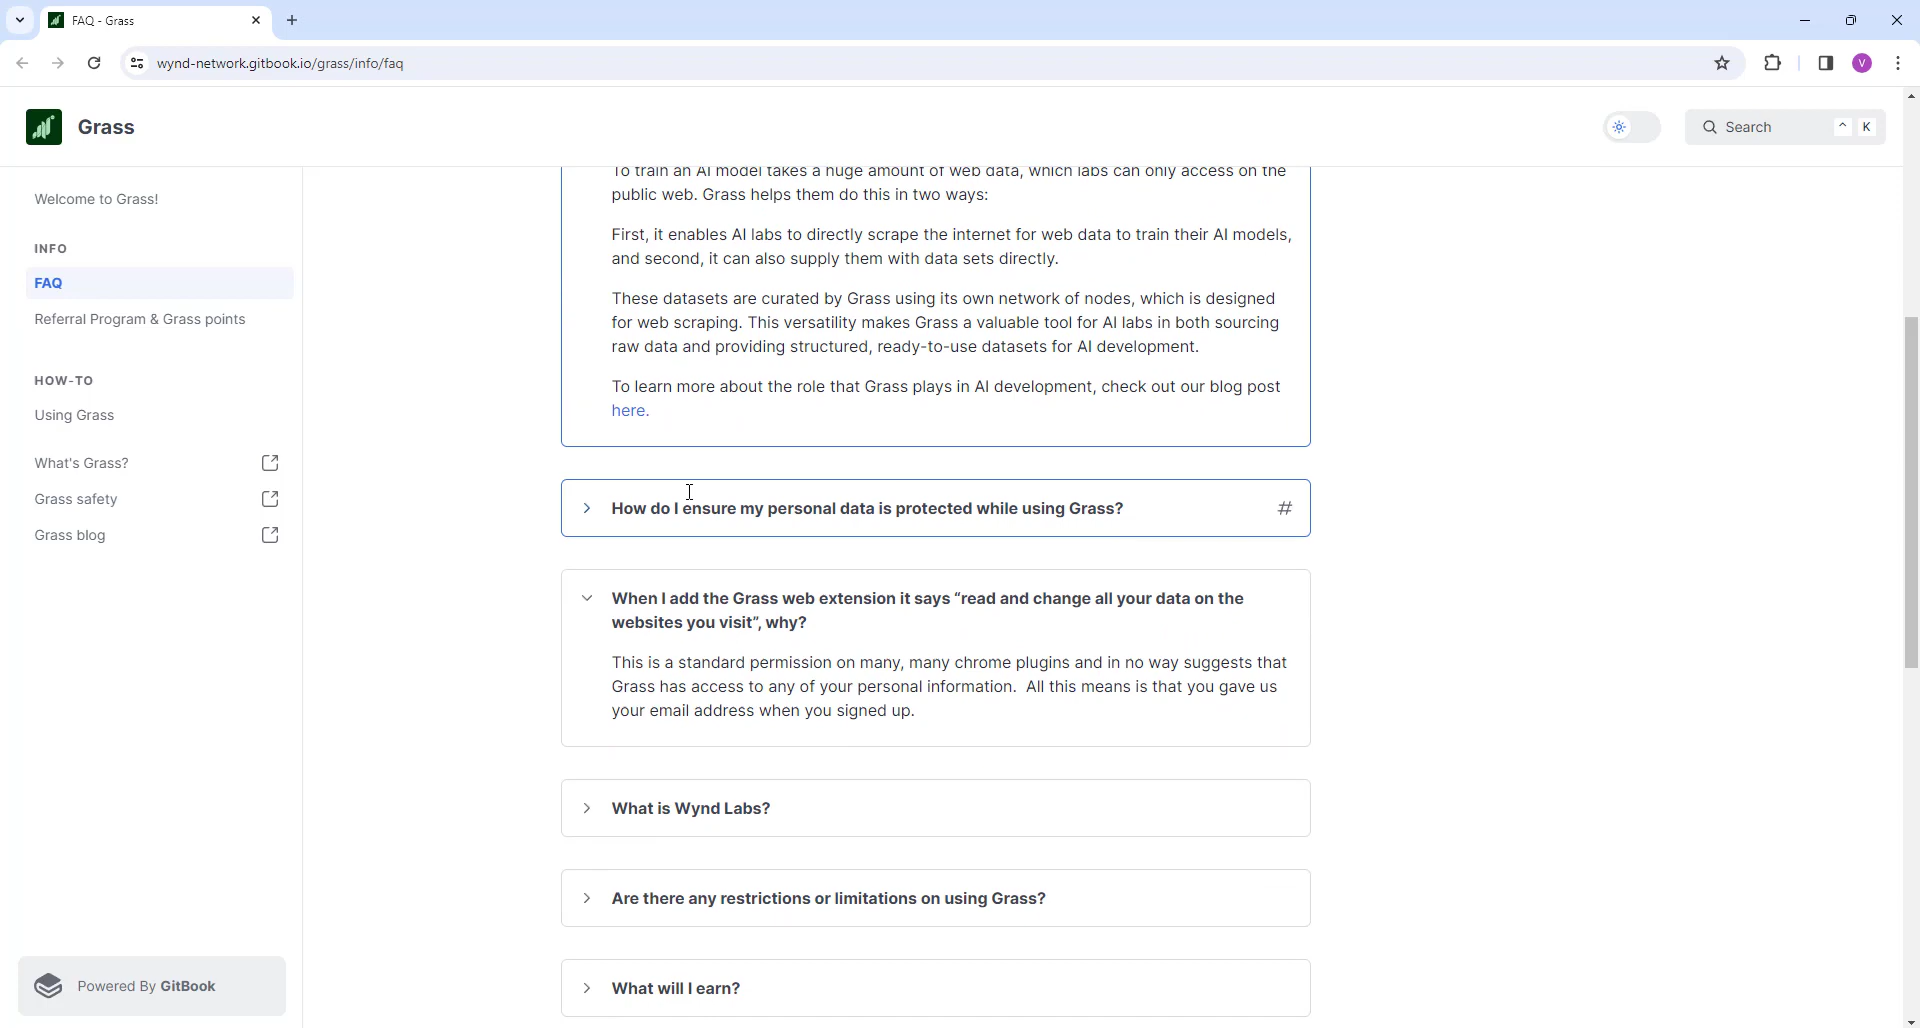 FAQ - Grass
wynd-network.gitbook.io/grass/info/faq
V
Grass
Search
^ K
Welcome to Grass!
INFO
FAQ
Referral Program & Grass points
HOW-TO
Using Grass
What's Grass?
Grass safety
Grass blog
Powered By GitBook
To train an AI model takes a huge amount of web data, which labs can only access on the
public web. Grass helps them do this in two ways:
First, it enables AI labs to directly scrape the internet for web data to train their AI models,
and second, it can also supply them with data sets directly.
These datasets are curated by Grass using its own network of nodes, which is designed
for web scraping. This versatility makes Grass a valuable tool for AI labs in both sourcing
raw data and providing structured, ready-to-use datasets for AI development.
To learn more about the role that Grass plays in AI development, check out our blog post
here.
How do I ensure my personal data is protected while using Grass? #
When I add the Grass web extension it says “read and change all your data on the
websites you visit”, why?
This is a standard permission on many, many chrome plugins and in no way suggests that
Grass has access to any of your personal information.  All this means is that you gave us
your email address when you signed up.
What is Wynd Labs?
Are there any restrictions or limitations on using Grass?
What will I earn?